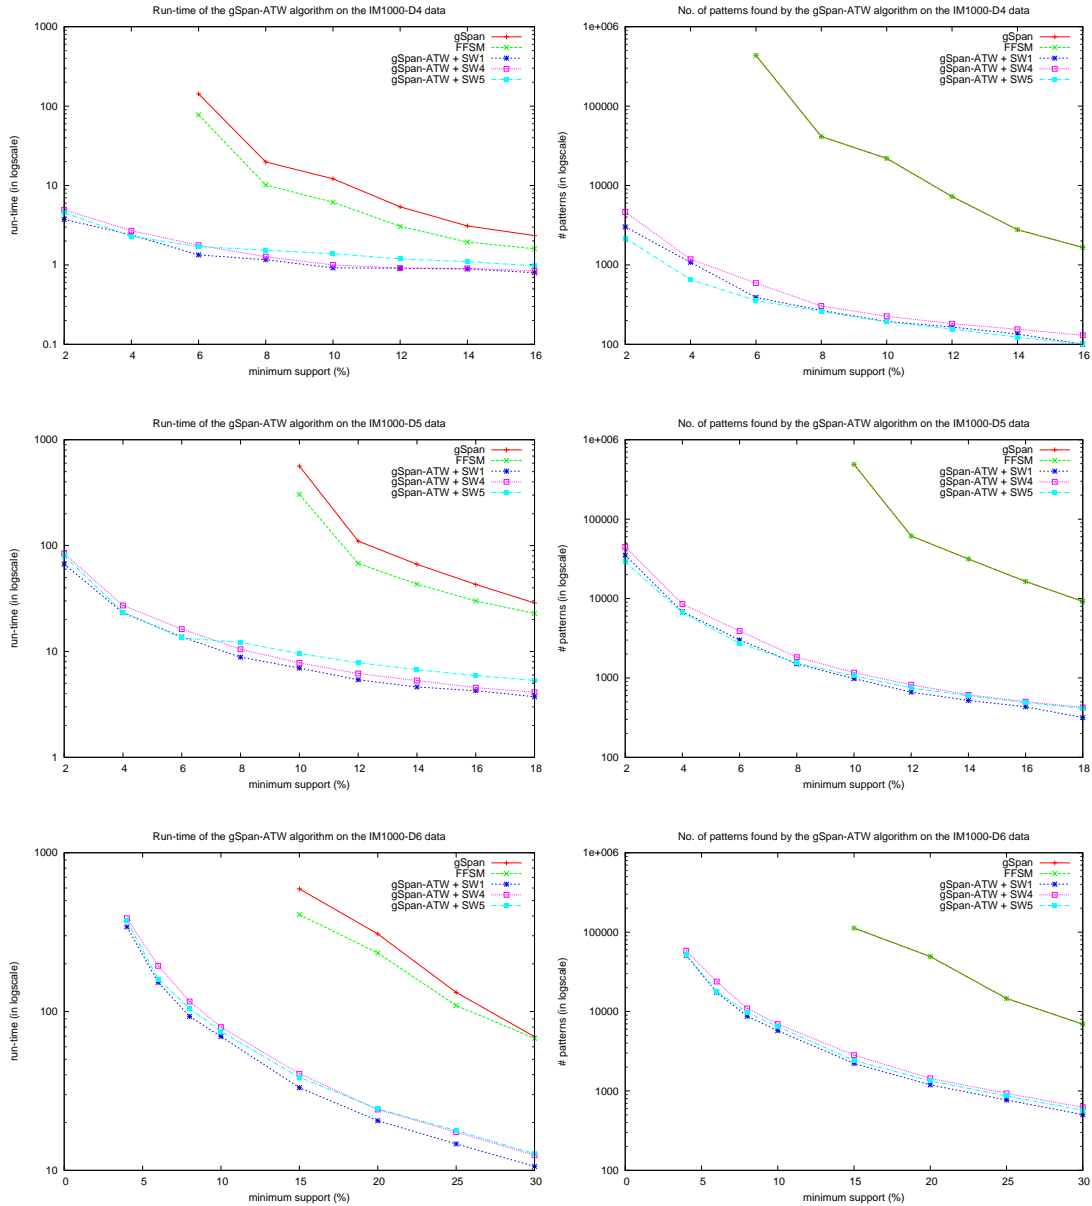 Run-time of the gSpan-ATW algorithm on the IM1000-D4 data
1000
100
10
1
0.1
run-time (in logscale)
gSpan
FFSM
gSpan-ATW + SW1
gSpan-ATW + SW4
gSpan-ATW + SW5
2 4 6 8 10 12 14 16
minimum support (%)
No. of patterns found by the gSpan-ATW algorithm on the IM1000-D4 data
1e+006
100000
10000
1000
100
# patterns (in logscale)
gSpan
FFSM
gSpan-ATW + SW1
gSpan-ATW + SW4
gSpan-ATW + SW5
2 4 6 8 10 12 14 16
minimum support (%)
Run-time of the gSpan-ATW algorithm on the IM1000-D5 data
1000
100
10
1
run-time (in logscale)
gSpan
FFSM
gSpan-ATW + SW1
gSpan-ATW + SW4
gSpan-ATW + SW5
2 4 6 8 10 12 14 16 18
minimum support (%)
No. of patterns found by the gSpan-ATW algorithm on the IM1000-D5 data
1e+006
100000
10000
1000
100
# patterns (in logscale)
gSpan
FFSM
gSpan-ATW + SW1
gSpan-ATW + SW4
gSpan-ATW + SW5
2 4 6 8 10 12 14 16 18
minimum support (%)
Run-time of the gSpan-ATW algorithm on the IM1000-D6 data
1000
100
10
run-time (in logscale)
gSpan
FFSM
gSpan-ATW + SW1
gSpan-ATW + SW4
gSpan-ATW + SW5
0 5 10 15 20 25 30
minimum support (%)
No. of patterns found by the gSpan-ATW algorithm on the IM1000-D6 data
1e+006
100000
10000
1000
100
# patterns (in logscale)
gSpan
FFSM
gSpan-ATW + SW1
gSpan-ATW + SW4
gSpan-ATW + SW5
0 5 10 15 20 25 30
minimum support (%)